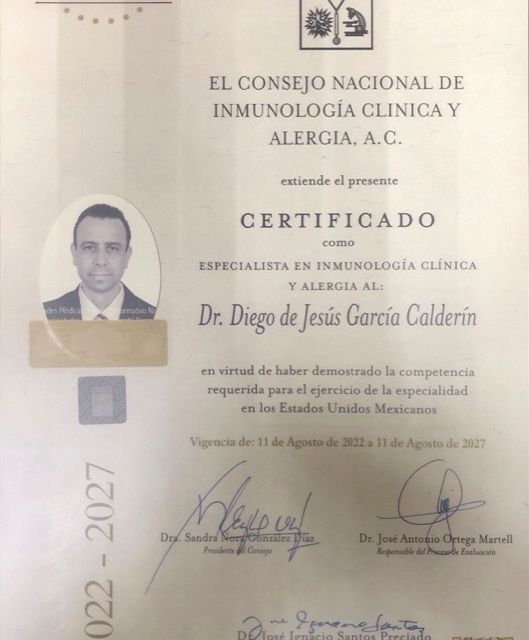 EL CONSEJO NACIONAL DE
INMUNOLOGÍA CLINICA Y
ALERGIA, A.C.
extiende el presente
CERTIFICADO
como
ESPECIALISTA EN INMUNOLOGÍA CLÍNICA
Y ALERGIA AL:
Dr. Diego de Jesús García Calderín
en virtud de haber demostrado la competencia
requerida para el ejercicio de la especialidad
en los Estados Unidos Mexicanos
Vigencia de: 11 de Agosto de 2022 a 11 de Agosto de 2027
Dra. Sandra Nora González Díaz
Presidente del Consejo
Dr. José Antonio Ortega Martell
Responsable del Proceso de Evaluación
Dr. José Ignacio Santos Preciado
022 - 2027